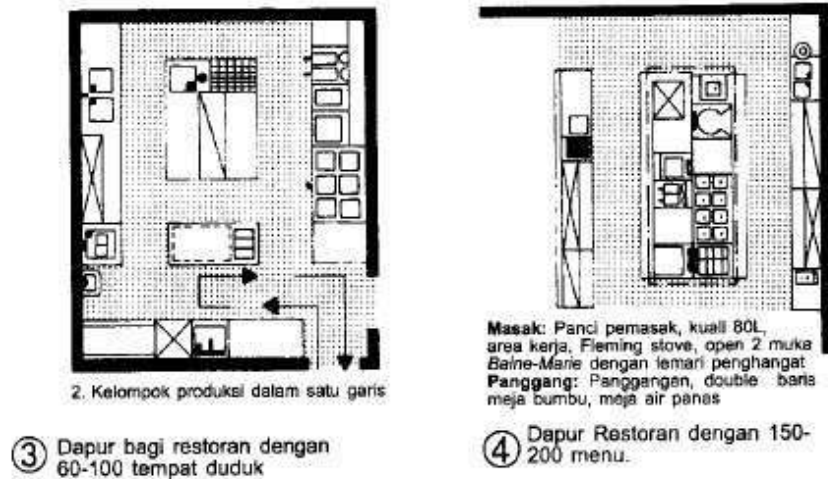 2. Kelompok produksi dalam satu garis
③ Dapur bagi restoran dengan
60-100 tempat duduk
Masak: Panci pemasak, kuali 80L,
area kerja, Fleming stove, open 2 muka
Baine-Marie dengan lemari penghangat
Panggang: Panggangan, double baris
meja bumbu, meja air panas
④ Dapur Restoran dengan 150-
200 menu.